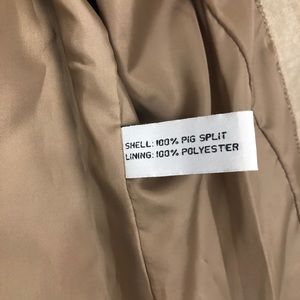 SHELL: 100% PIG SPLIT
LINING: 100% POLYESTER